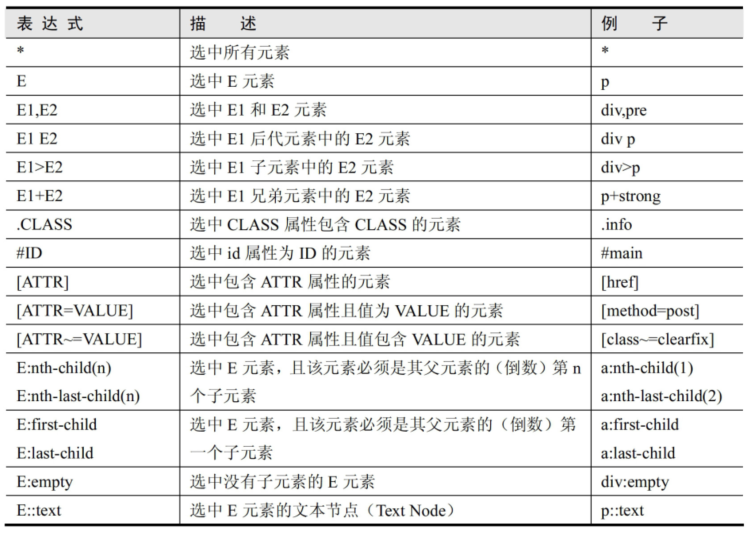 表 达 式 描 述 例 子
* 选中所有元素 *
E 选中 E 元素 p
E1,E2 选中 E1 和 E2 元素 div,pre
E1 E2 选中 E1 后代元素中的 E2 元素 div p
E1>E2 选中 E1 子元素中的 E2 元素 div>p
E1+E2 选中 E1 兄弟元素中的 E2 元素 p+strong
.CLASS 选中 CLASS 属性包含 CLASS 的元素 .info
#ID 选中 id 属性为 ID 的元素 #main
[ATTR] 选中包含 ATTR 属性的元素 [href]
[ATTR=VALUE] 选中包含 ATTR 属性且值为 VALUE 的元素 [method=post]
[ATTR~=VALUE] 选中包含 ATTR 属性且值包含 VALUE 的元素 [class~=clearfix]
E:nth-child(n) 选中 E 元素，且该元素必须是其父元素的（倒数）第 n a:nth-child(1)
E:nth-last-child(n) 个子元素 a:nth-last-child(2)
E:first-child 选中 E 元素，且该元素必须是其父元素的（倒数）第 a:first-child
E:last-child 一个子元素 a:last-child
E:empty 选中没有子元素的 E 元素 div:empty
E::text 选中 E 元素的文本节点（Text Node） p::text